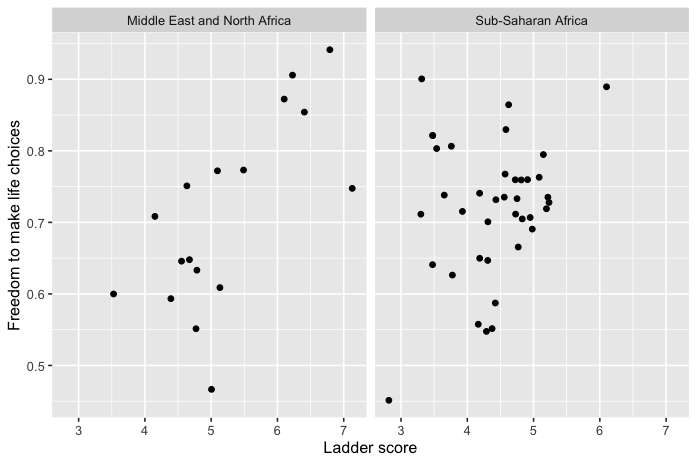 Middle East and North Africa
Sub-Saharan Africa
Freedom to make life choices
0.9
0.8
0.7
0.6
0.5
3 4 5 6 7
3 4 5 6 7
Ladder score